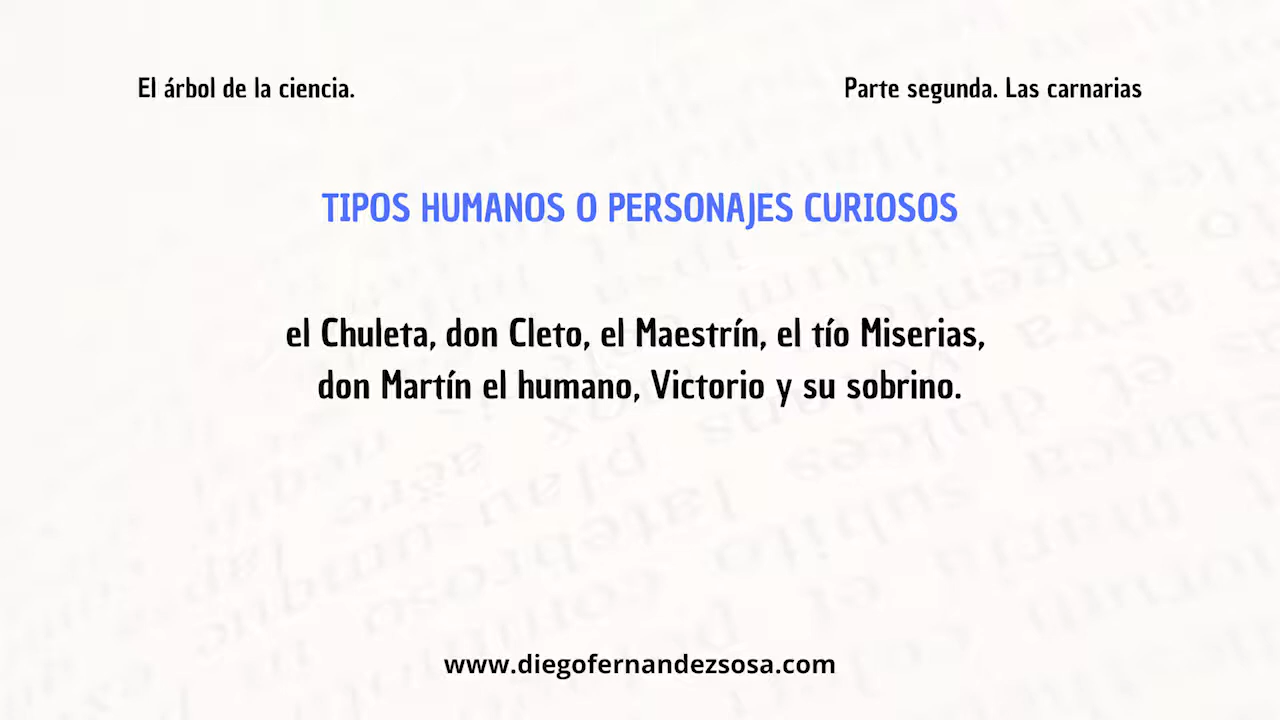 El árbol de la ciencia.
Parte segunda. Las carnarias
TIPOS HUMANOS O PERSONAJES CURIOSOS
el Chuleta, don Cleto, el Maestrín, el tío Miserias,
don Martín el humano, Victorio y su sobrino.
www.diegofernandezsosa.com